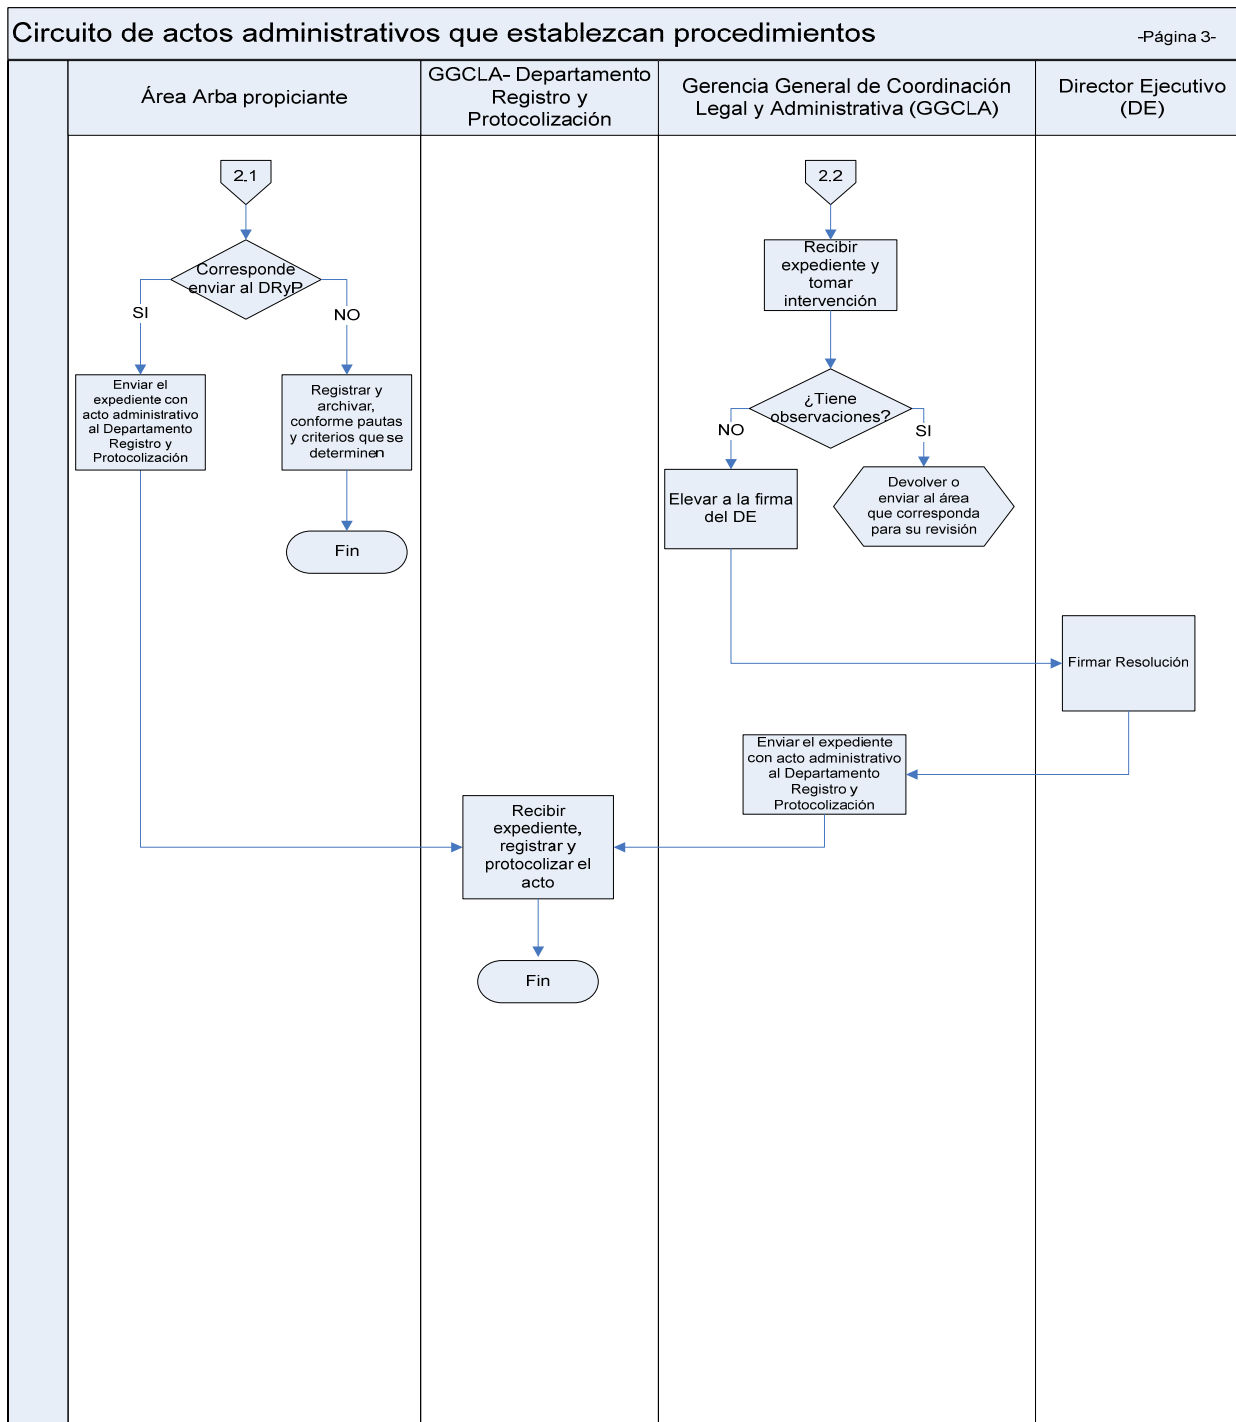 Circuito de actos administrativos que establezcan procedimientos
-Página 3-
Área Arba propiciante
GGCLA- Departamento
Registro y
Protocolización
Gerencia General de Coordinación
Legal y Administrativa (GGCLA)
Director Ejecutivo
(DE)
2.1
Corresponde
enviar al DRyP
SI
NO
Enviar el
expediente con
acto administrativo
al Departamento
Registro y
Protocolización
Registrar y
archivar,
conforme pautas
y criterios que se
determinen
Fin
2.2
Recibir
expediente y
tomar
intervención
¿Tiene
observaciones?
NO
SI
Elevar a la firma
del DE
Devolver o
enviar al área
que corresponda
para su revisión
Firmar Resolución
Enviar el expediente
con acto administrativo
al Departamento
Registro y
Protocolización
Recibir
expediente,
registrar y
protocolizar el
acto
Fin